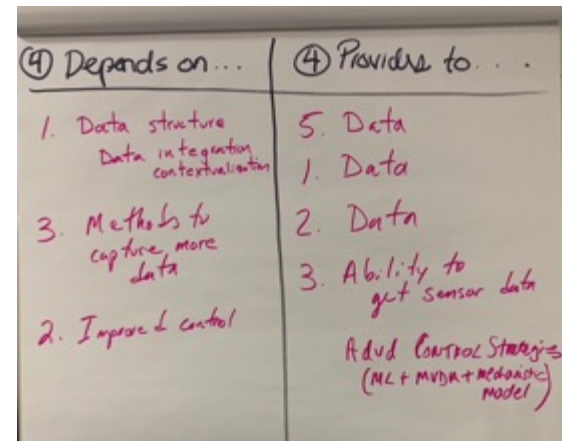 ④ Depends on...
1. Data structure
Data integration
contextualization
3. Methods to
capture more
data
2. Improved control
④ Provides to....
5. Data
1. Data
2. Data
3. Ability to
get sensor data
Advd CONTROL Strategies
(ML + MVDA + mechanistic
model)